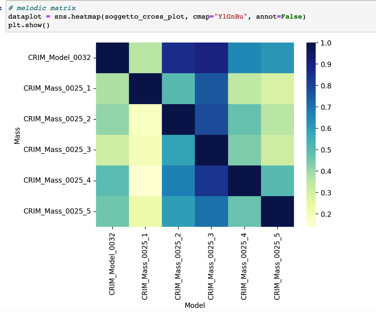 # melodic matrix
dataplot = sns.heatmap(soggetto_cross_plot, cmap="YlGnBu", annot=False)
plt.show()
CRIM_Model_0032
CRIM_Mass_0025_1
CRIM_Mass_0025_2
CRIM_Mass_0025_3
CRIM_Mass_0025_4
CRIM_Mass_0025_5
Mass
CRIM_Model_0032
CRIM_Mass_0025_1
CRIM_Mass_0025_2
CRIM_Mass_0025_3
CRIM_Mass_0025_4
CRIM_Mass_0025_5
Model
1.0
0.9
0.8
0.7
0.6
0.5
0.4
0.3
0.2